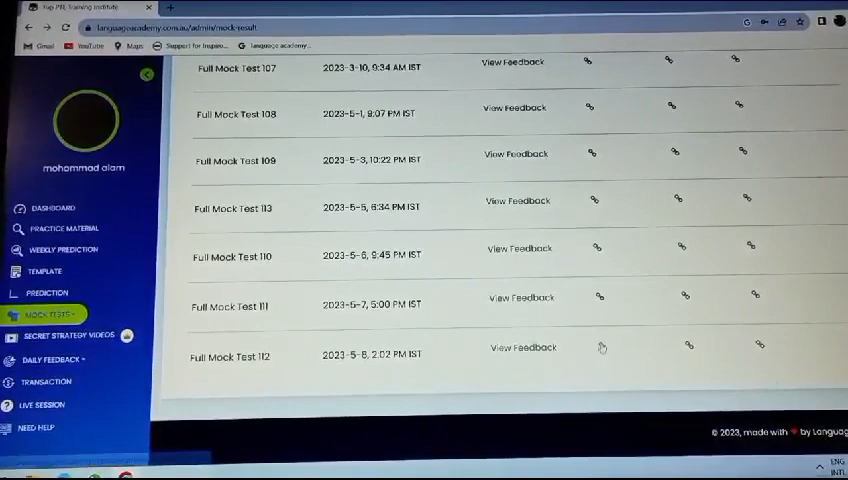 Top PTE Training Institute
languageacademy.com.au/admin/mock-result
Gmail YouTube Maps Support for Inspiro... language academy...
Full Mock Test 107 2023-3-10, 9:34 AM IST View Feedback
Full Mock Test 108 2023-5-1, 9:07 PM IST View Feedback
Full Mock Test 109 2023-5-3, 10:22 PM IST View Feedback
Full Mock Test 113 2023-5-5, 6:34 PM IST View Feedback
Full Mock Test 110 2023-5-6, 9:45 PM IST View Feedback
Full Mock Test 111 2023-5-7, 5:00 PM IST View Feedback
Full Mock Test 112 2023-5-8, 2:02 PM IST View Feedback
mohammad alam
DASHBOARD
PRACTICE MATERIAL
WEEKLY PREDICTION
TEMPLATE
PREDICTION
MOCK TESTS
SECRET STRATEGY VIDEOS
DAILY FEEDBACK
TRANSACTION
LIVE SESSION
NEED HELP
© 2023, made with ♥ by Languag
ENG
INTL